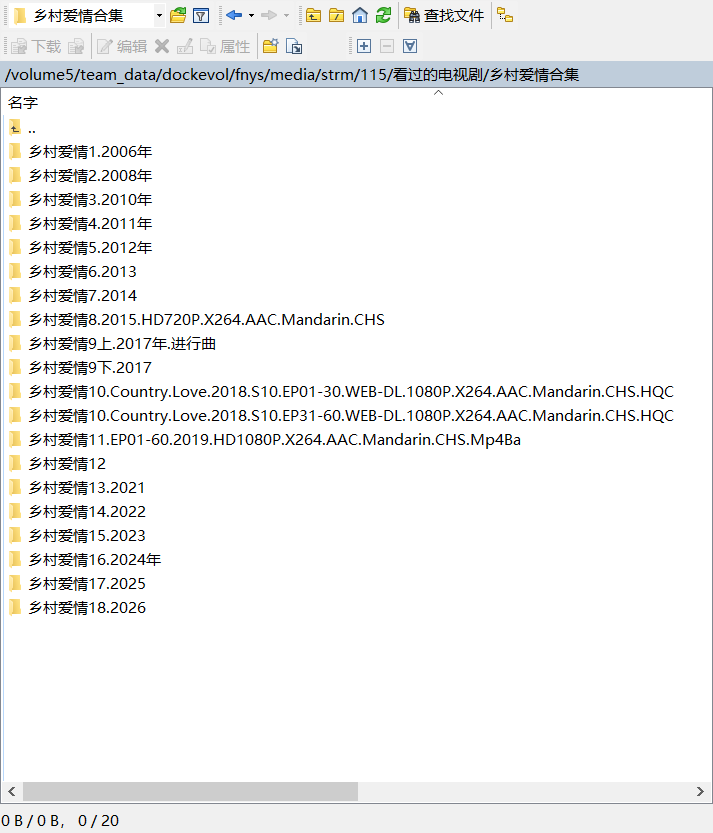 乡村爱情合集
查找文件
下载 编辑 属性
/volume5/team_data/dockevol/fnys/media/strm/115/看过的电视剧/乡村爱情合集
名字
..
乡村爱情1.2006年
乡村爱情2.2008年
乡村爱情3.2010年
乡村爱情4.2011年
乡村爱情5.2012年
乡村爱情6.2013
乡村爱情7.2014
乡村爱情8.2015.HD720P.X264.AAC.Mandarin.CHS
乡村爱情9上.2017年.进行曲
乡村爱情9下.2017
乡村爱情10.Country.Love.2018.S10.EP01-30.WEB-DL.1080P.X264.AAC.Mandarin.CHS.HQC
乡村爱情10.Country.Love.2018.S10.EP31-60.WEB-DL.1080P.X264.AAC.Mandarin.CHS.HQC
乡村爱情11.EP01-60.2019.HD1080P.X264.AAC.Mandarin.CHS.Mp4Ba
乡村爱情12
乡村爱情13.2021
乡村爱情14.2022
乡村爱情15.2023
乡村爱情16.2024年
乡村爱情17.2025
乡村爱情18.2026
0 B / 0 B,   0 / 20